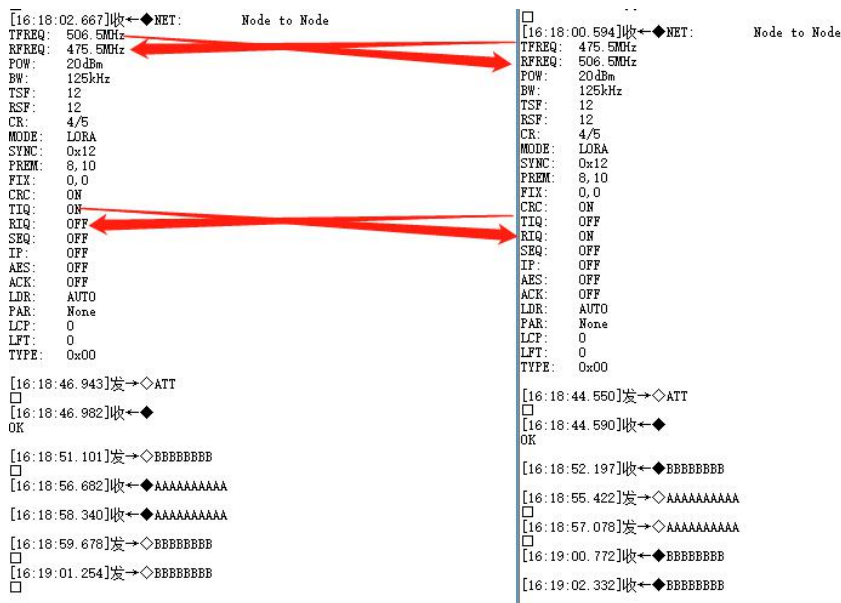 [16:18:02.667]收←◆NET:        Node to Node
TFREQ:  506.5MHz
RFREQ:  475.5MHz
POW:    20dBm
BW:     125kHz
TSF:    12
RSF:    12
CR:     4/5
MODE:   LORA
SYNC:   0x12
PREM:   8,10
FIX:    0,0
CRC:    ON
TIQ:    ON
RIQ:    OFF
SEQ:    OFF
IP:     OFF
AES:    OFF
ACK:    OFF
LDR:    AUTO
PAR:    None
LCP:    0
LFT:    0
TYPE:   0x00
[16:18:46.943]发→◇ATT
□
[16:18:46.982]收←◆
OK
[16:18:51.101]发→◇BBBBBBBB
□
[16:18:56.682]收←◆AAAAAAAAAA
[16:18:58.340]收←◆AAAAAAAAAA
[16:18:59.678]发→◇BBBBBBBB
□
[16:19:01.254]发→◇BBBBBBBB
□
□
[16:18:00.594]收←◆NET:        Node to Node
TFREQ:  475.5MHz
RFREQ:  506.5MHz
POW:    20dBm
BW:     125kHz
TSF:    12
RSF:    12
CR:     4/5
MODE:   LORA
SYNC:   0x12
PREM:   8,10
FIX:    0,0
CRC:    ON
TIQ:    OFF
RIQ:    ON
SEQ:    OFF
IP:     OFF
AES:    OFF
ACK:    OFF
LDR:    AUTO
PAR:    None
LCP:    0
LFT:    0
TYPE:   0x00
[16:18:44.550]发→◇ATT
□
[16:18:44.590]收←◆
OK
[16:18:52.197]收←◆BBBBBBBB
[16:18:55.422]发→◇AAAAAAAAAA
□
[16:18:57.078]发→◇AAAAAAAAAA
□
[16:19:00.772]收←◆BBBBBBBB
[16:19:02.332]收←◆BBBBBBBB